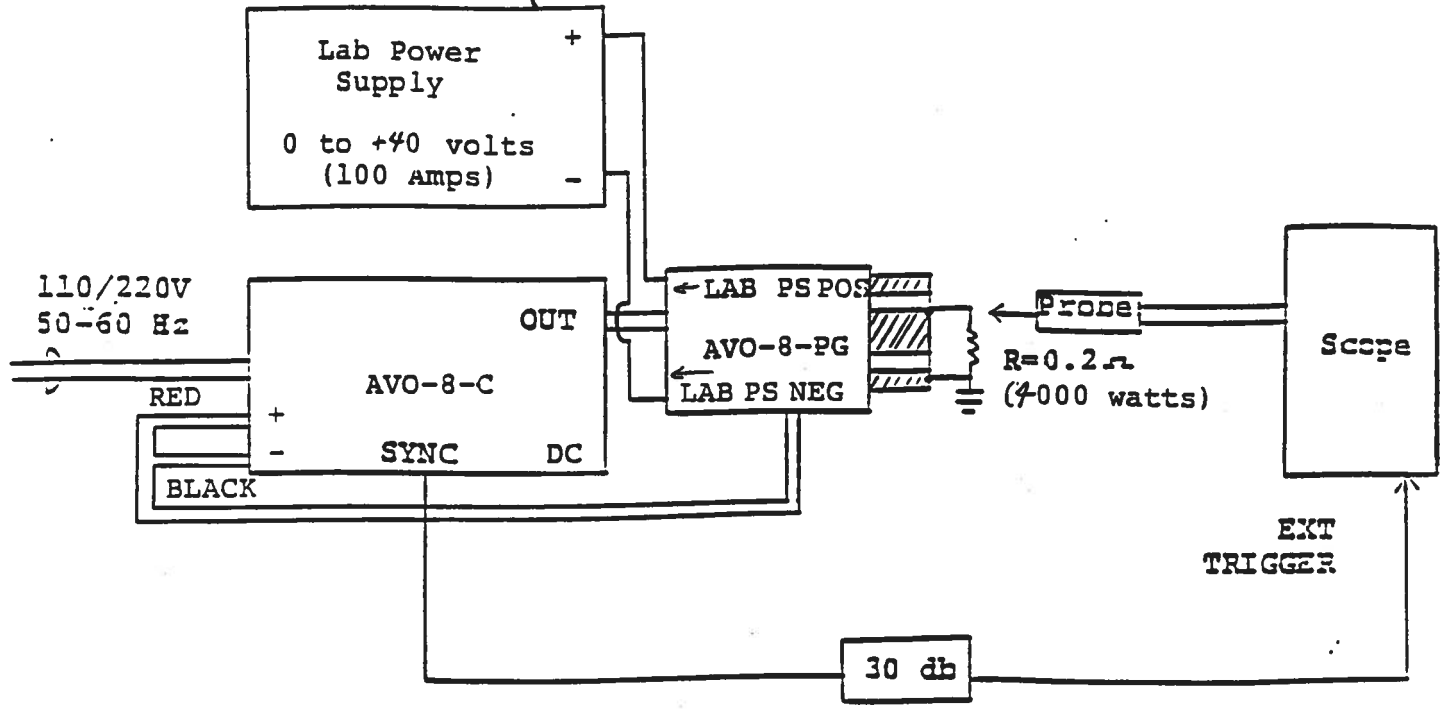 Lab Power
Supply
0 to +40 volts
(100 Amps)
+
-
110/220V
50-60 Hz
RED
+
-
BLACK
OUT
AVO-8-C
SYNC
DC
LAB PS POS
AVO-8-PG
LAB PS NEG
Probe
R=0.2Ω
(4000 watts)
Scope
EXT
TRIGGER
30 db